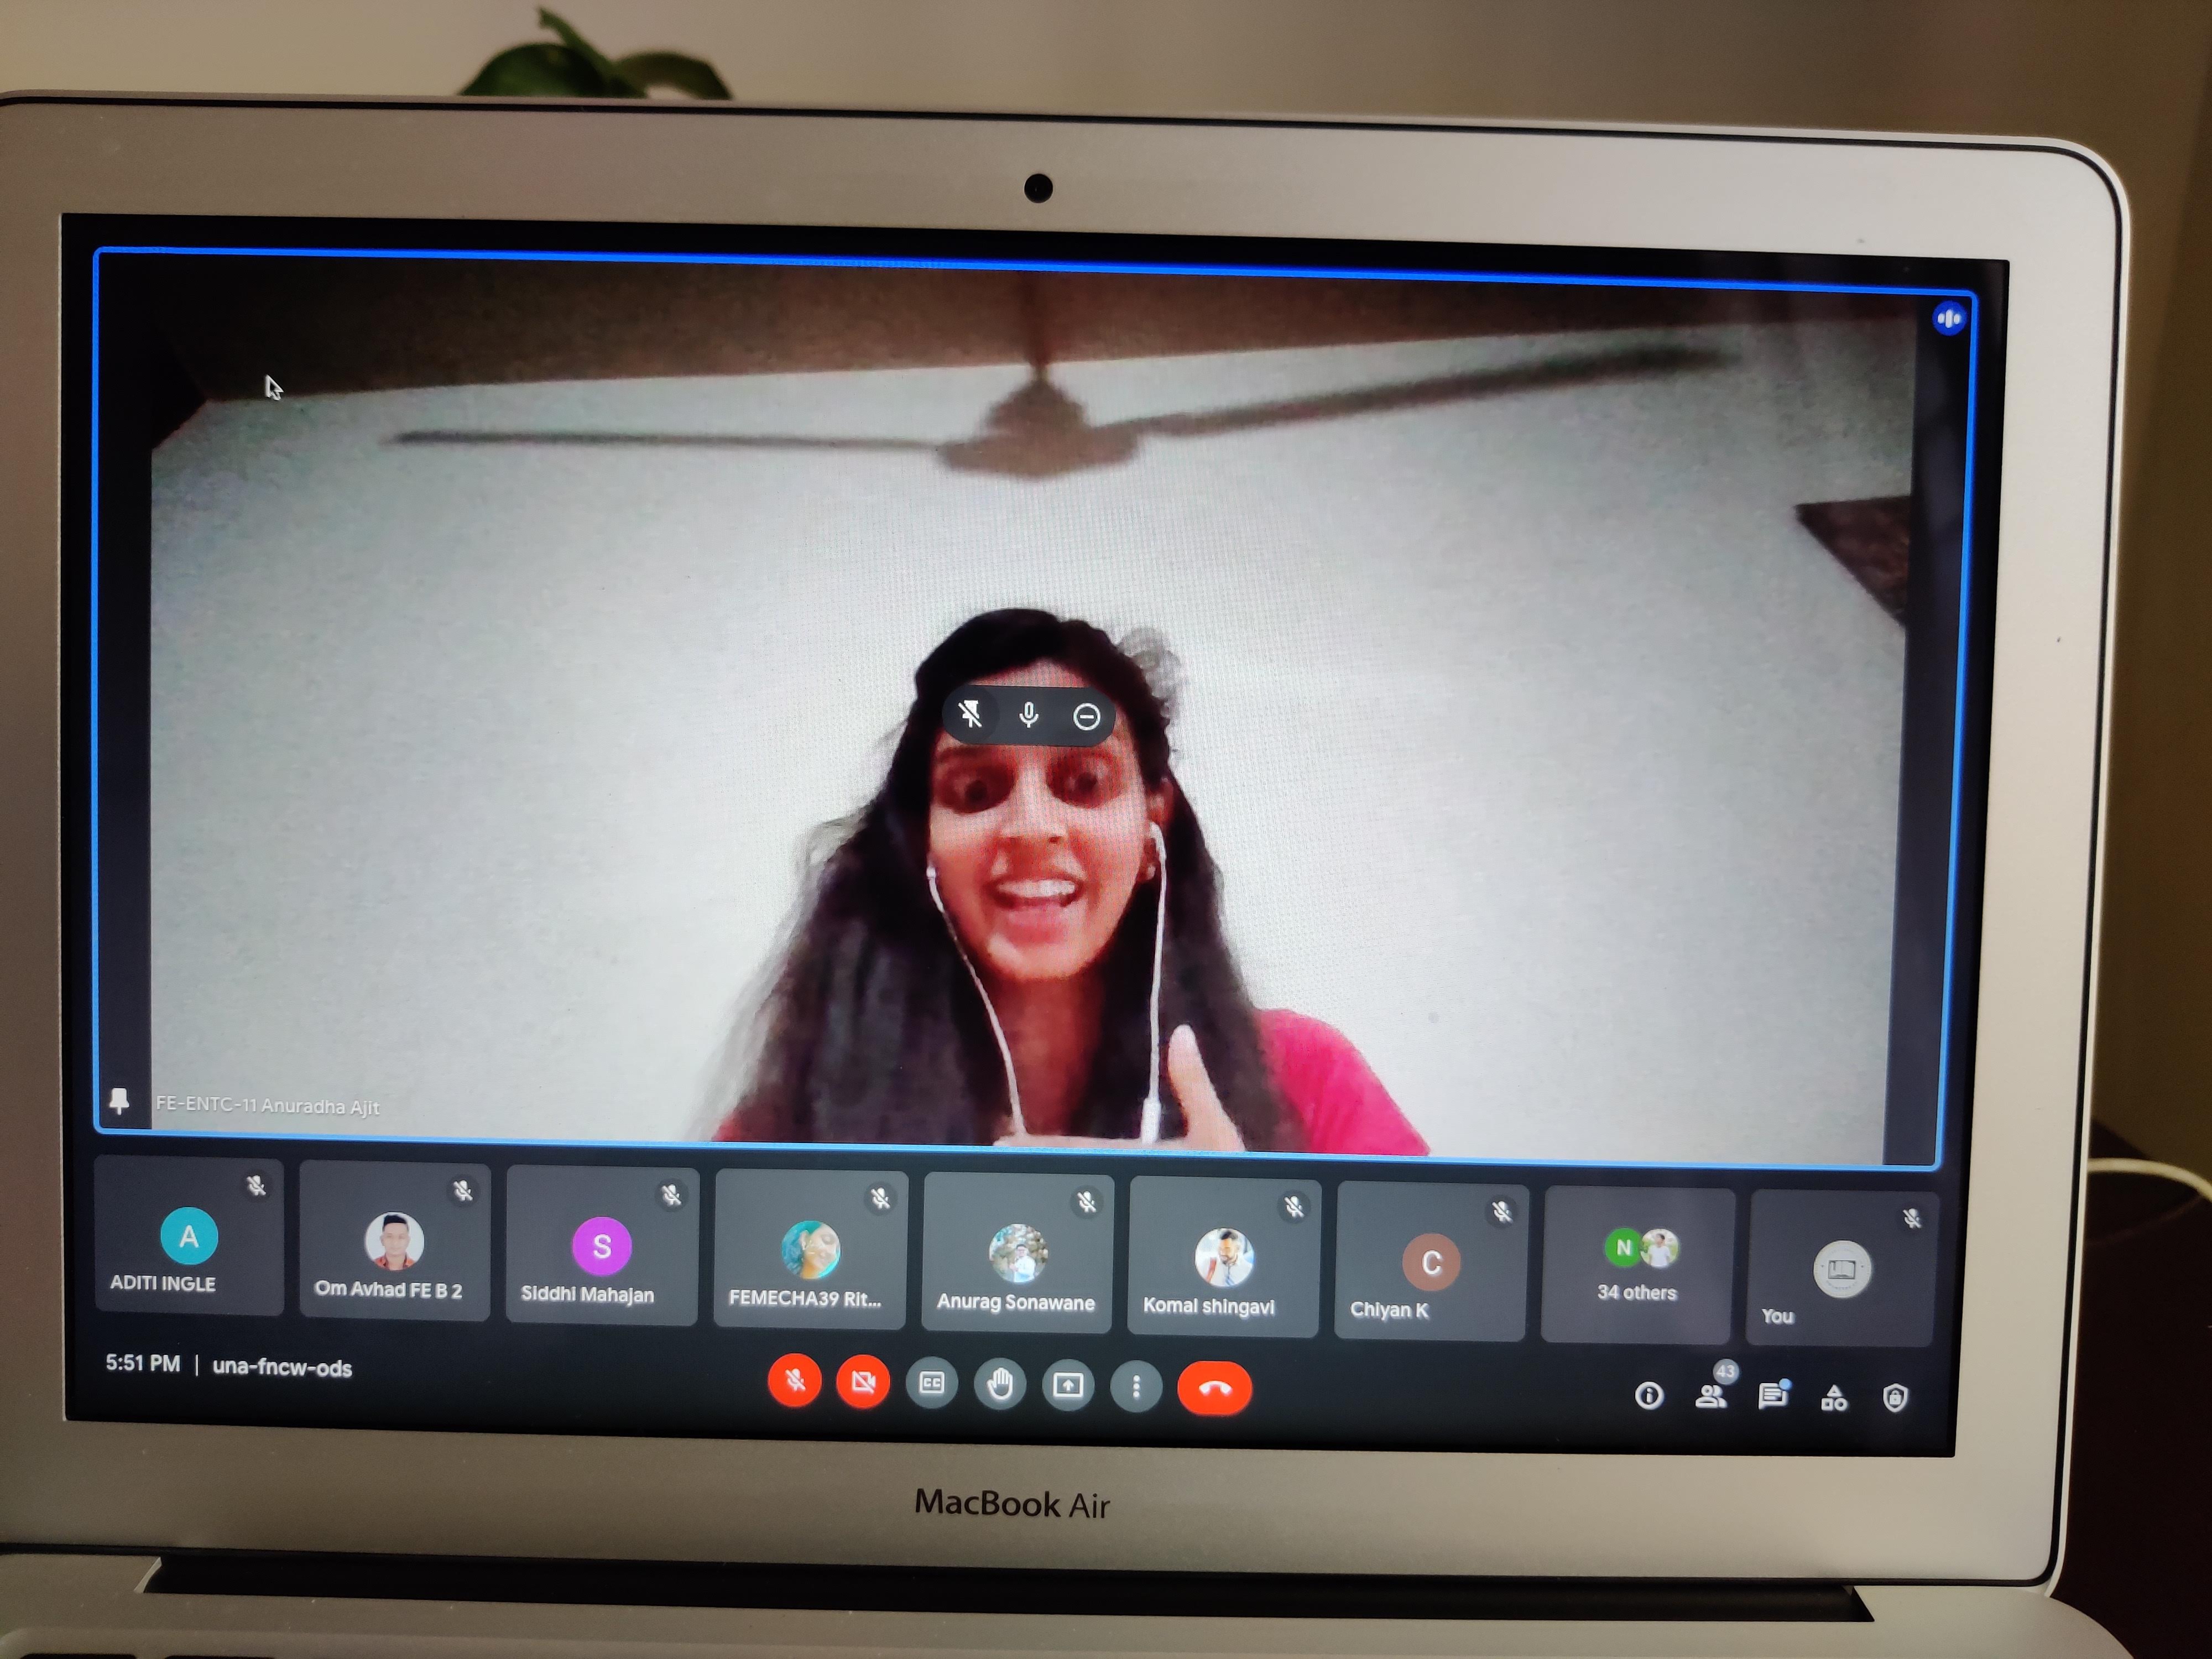 FE-ENTC-11 Anuradha Ajit
A
ADITI INGLE
Om Avhad FE B 2
S
Siddhi Mahajan
FEMECHA39 Rit...
Anurag Sonawane
Komal shingavi
C
Chiyan K
N
34 others
You
5:51 PM | una-fncw-ods
CC
43
MacBook Air